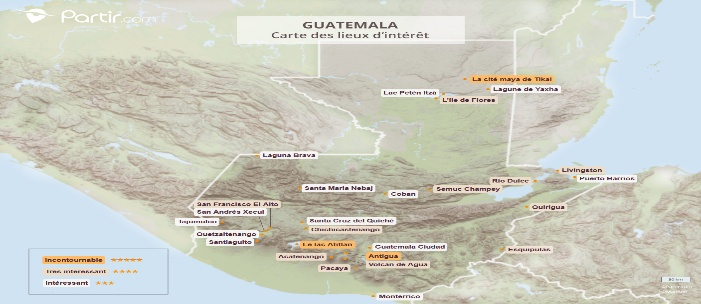 Partir.com
GUATEMALA
Carte des lieux d'intérêt
La cité maya de Tikal
Lagune de Yaxha
Lac Petén Itzá
L'île de Flores
Laguna Brava
Livingston
Puerto Barrios
Río Dulce
Santa Maria Nebaj
Coban
Semuc Champey
San Francisco El Alto
San Andrés Xecul
Quirigua
Tajumulco
Santa Cruz del Quiché
Chichicastenango
Quetzaltenango
Santiaguito
Le lac Atitlan
Guatemala Ciudad
Esquipulas
Acatenango
Antigua
Volcan de Agua
Pacaya
Monterrico
Incontournable
Très intéressant
Intéressant